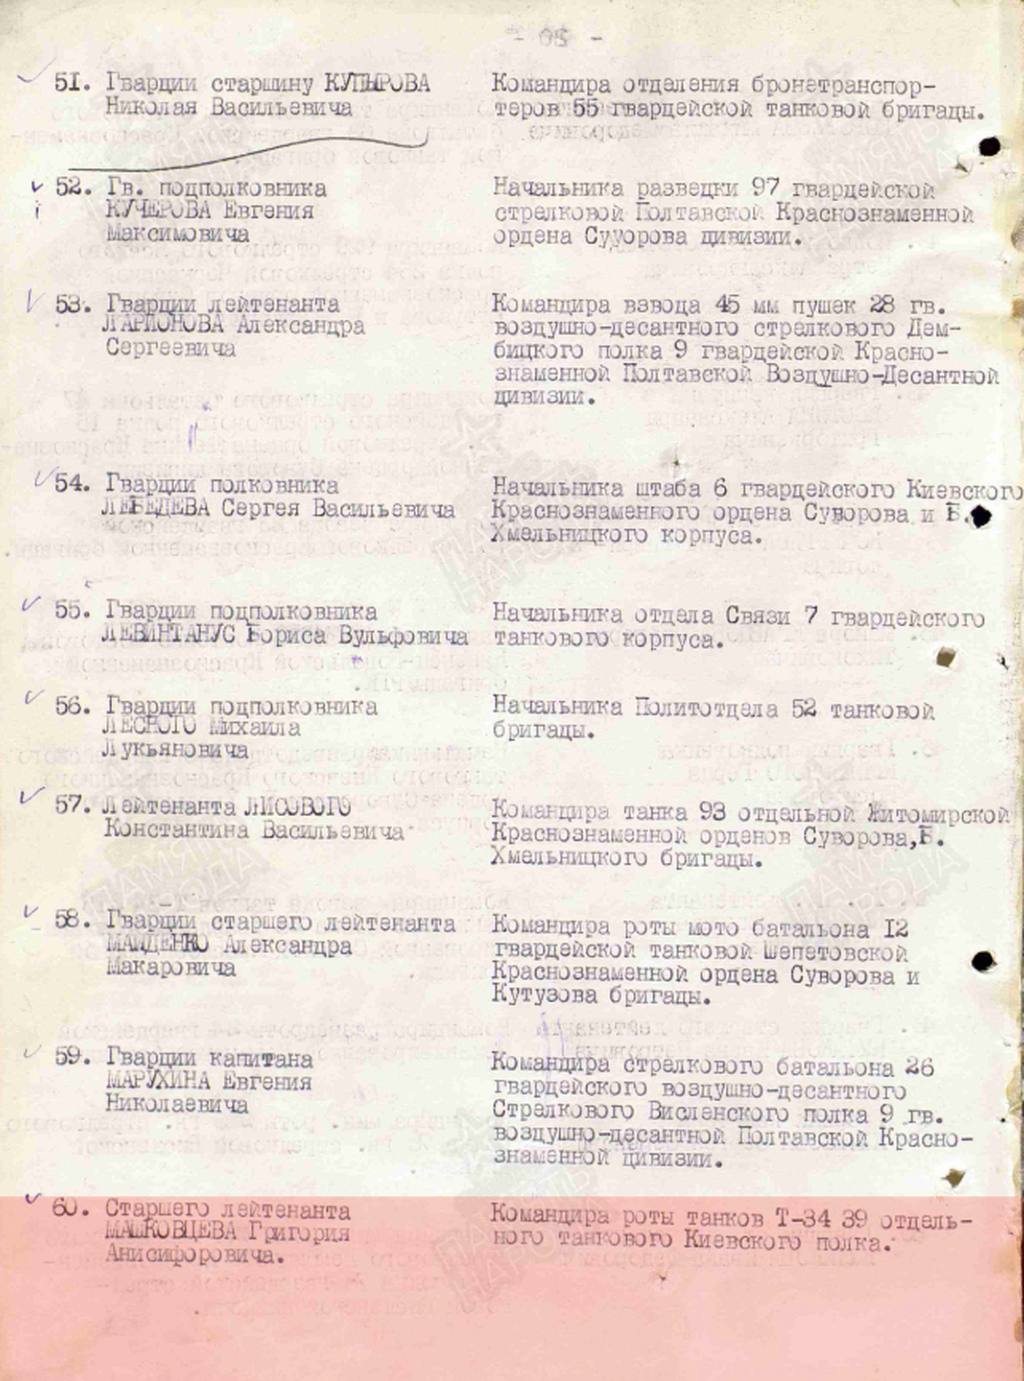 51. Гвардии старшину КУПЫРОВА
Николая Васильевича
Командира отделения бронетранспор-
теров 55 гвардейской танковой бригады.
52. Гв. подполковника
КУЧЕРОВА Евгения
Максимовича
Начальника разведки 97 гвардейской
стрелковой Полтавской Краснознаменной
ордена Суворова дивизии.
53. Гвардии лейтенанта
ЛАРИОНОВА Александра
Сергеевича
Командира взвода 45 мм пушек 28 гв.
воздушно-десантного стрелкового Дем-
бицкого полка 9 гвардейской Красно-
знаменной Полтавской Воздушно-Десантной
дивизии.
54. Гвардии полковника
ЛЕБЕДЕВА Сергея Васильевича
Начальника штаба 6 гвардейского Киевского
Краснознаменного ордена Суворова и Б.
Хмельницкого корпуса.
55. Гвардии подполковника
ЛЕВИНТАНУС Бориса Вульфовича
Начальника отдела Связи 7 гвардейского
танкового корпуса.
56. Гвардии подполковника
ЛЕСНОГО Михаила
Лукьяновича
Начальника Политотдела 52 танковой
бригады.
57. Лейтенанта ЛИСОВОГО
Константина Васильевича
Командира танка 93 отдельной Житомирской
Краснознаменной орденов Суворова, Б.
Хмельницкого бригады.
58. Гвардии старшего лейтенанта
МАЙДЕНКО Александра
Макаровича
Командира роты мото батальона 12
гвардейской танковой Шепетовской
Краснознаменной ордена Суворова и
Кутузова бригады.
59. Гвардии капитана
МАРУХИНА Евгения
Николаевича
Командира стрелкового батальона 26
гвардейского воздушно-десантного
Стрелкового Висленского полка 9 гв.
воздушно-десантной Полтавской Красно-
знаменной дивизии.
60. Старшего лейтенанта
МАШКОВЦЕВА Григория
Анисифоровича.
Командира роты танков Т-34 39 отдель-
ного танкового Киевского полка.